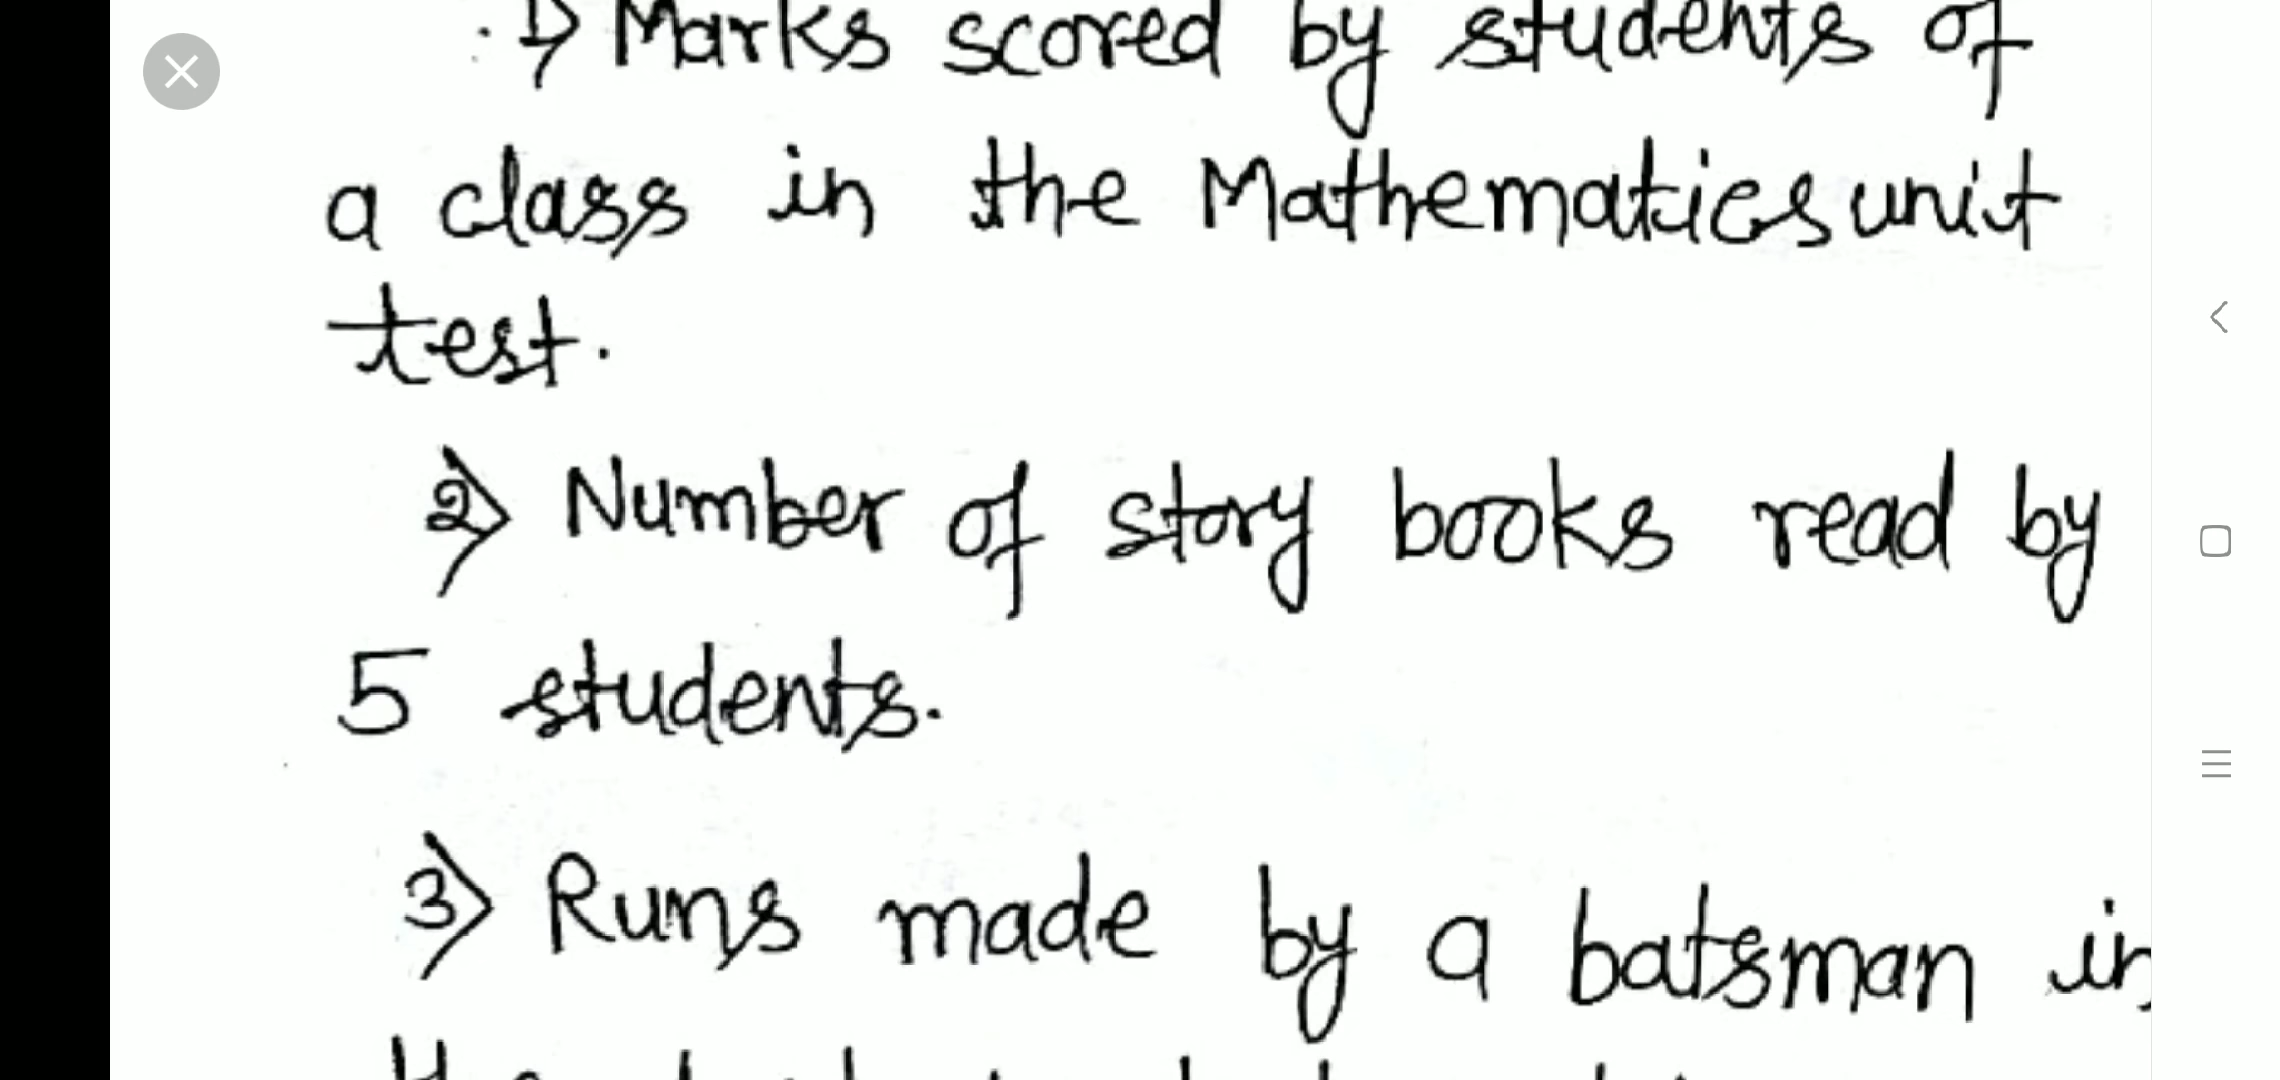 1) Marks scored by students of
a class in the Mathematics unit
test.
2) Number of story books read by
5 students.
3) Runs made by a batsman in